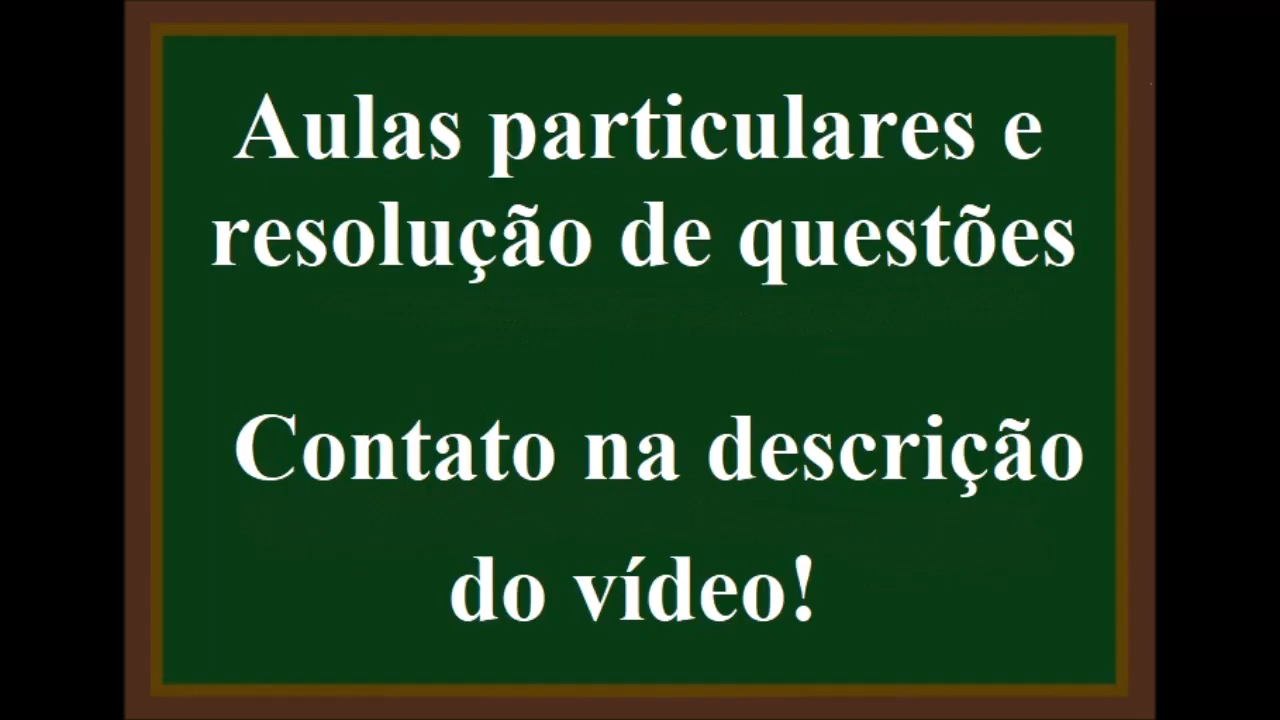 Aulas particulares e
resolução de questões
Contato na descrição
do vídeo!